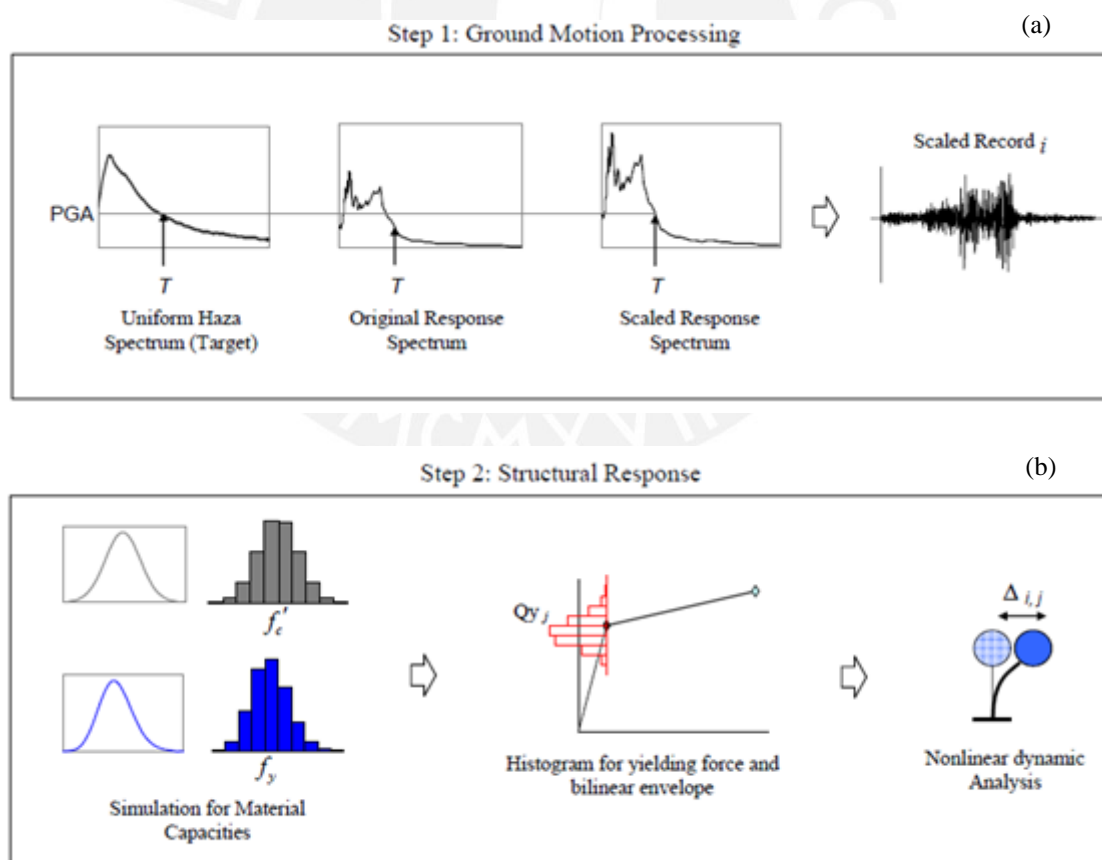 Step 1: Ground Motion Processing
(a)
PGA
T
T
T
Uniform Haza
Spectrum (Target)
Original Response
Spectrum
Scaled Response
Spectrum
Scaled Record i
Step 2: Structural Response
(b)
f'c
fy
Simulation for Material
Capacities
Qy j
Histogram for yielding force and
bilinear envelope
Δ i, j
Nonlinear dynamic
Analysis